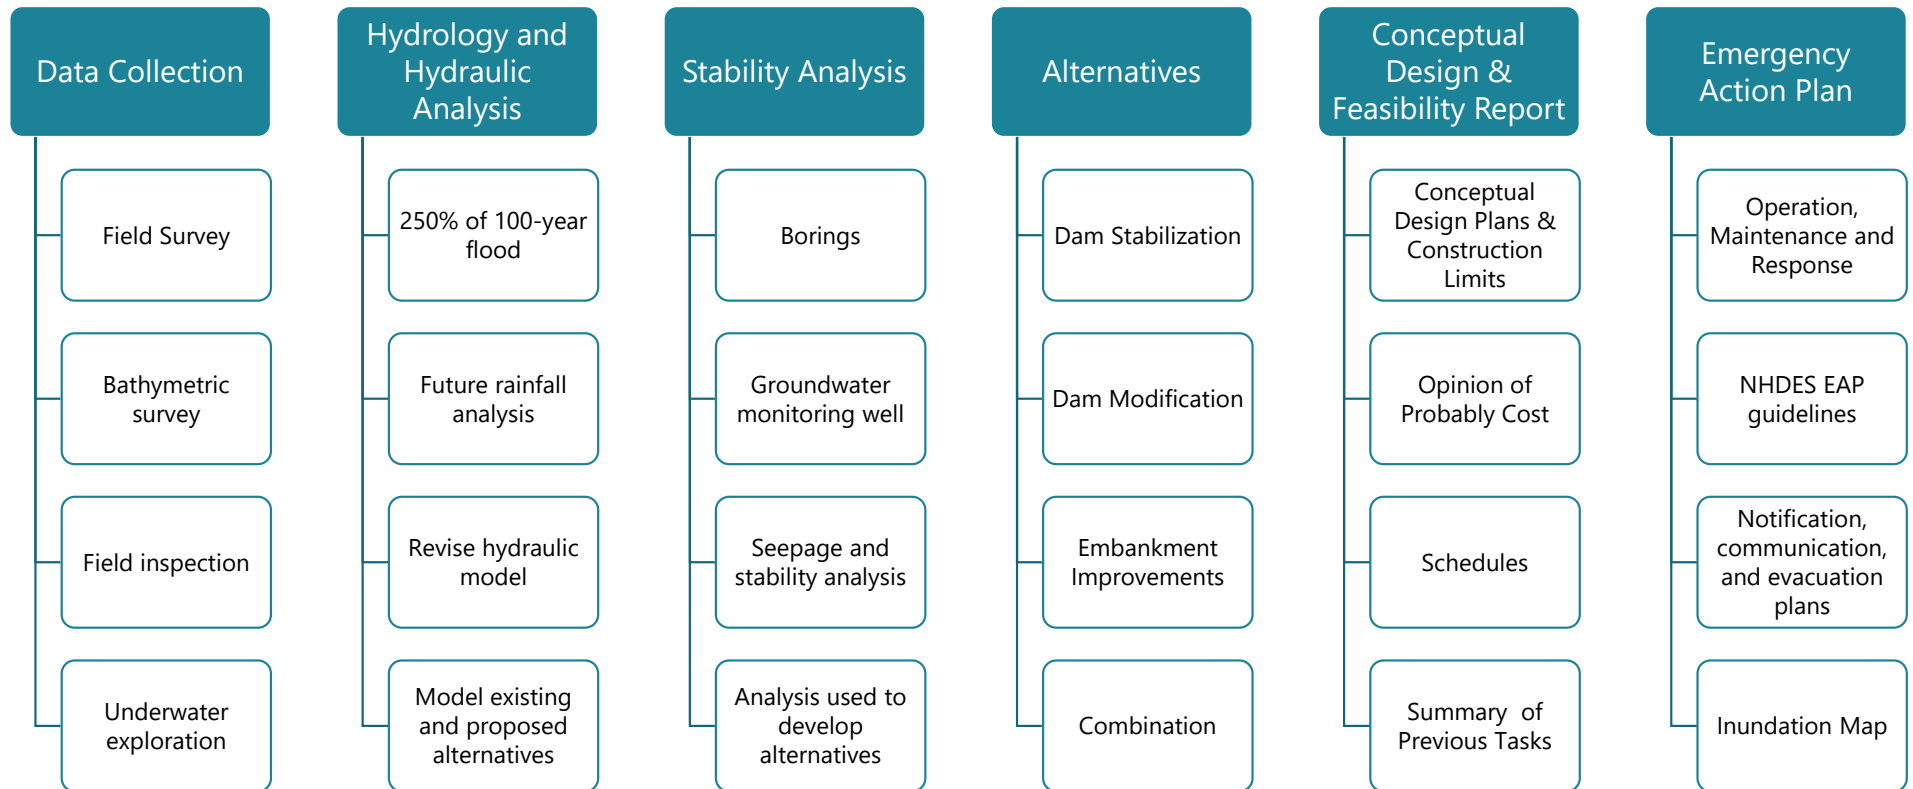 Data Collection
Field Survey
Bathymetric
survey
Field inspection
Underwater
exploration
Hydrology and
Hydraulic
Analysis
250% of 100-year
flood
Future rainfall
analysis
Revise hydraulic
model
Model existing
and proposed
alternatives
Stability Analysis
Borings
Groundwater
monitoring well
Seepage and
stability analysis
Analysis used to
develop
alternatives
Alternatives
Dam Stabilization
Dam Modification
Embankment
Improvements
Combination
Conceptual
Design &
Feasibility Report
Conceptual
Design Plans &
Construction
Limits
Opinion of
Probably Cost
Schedules
Summary of
Previous Tasks
Emergency
Action Plan
Operation,
Maintenance and
Response
NHDES EAP
guidelines
Notification,
communication,
and evacuation
plans
Inundation Map